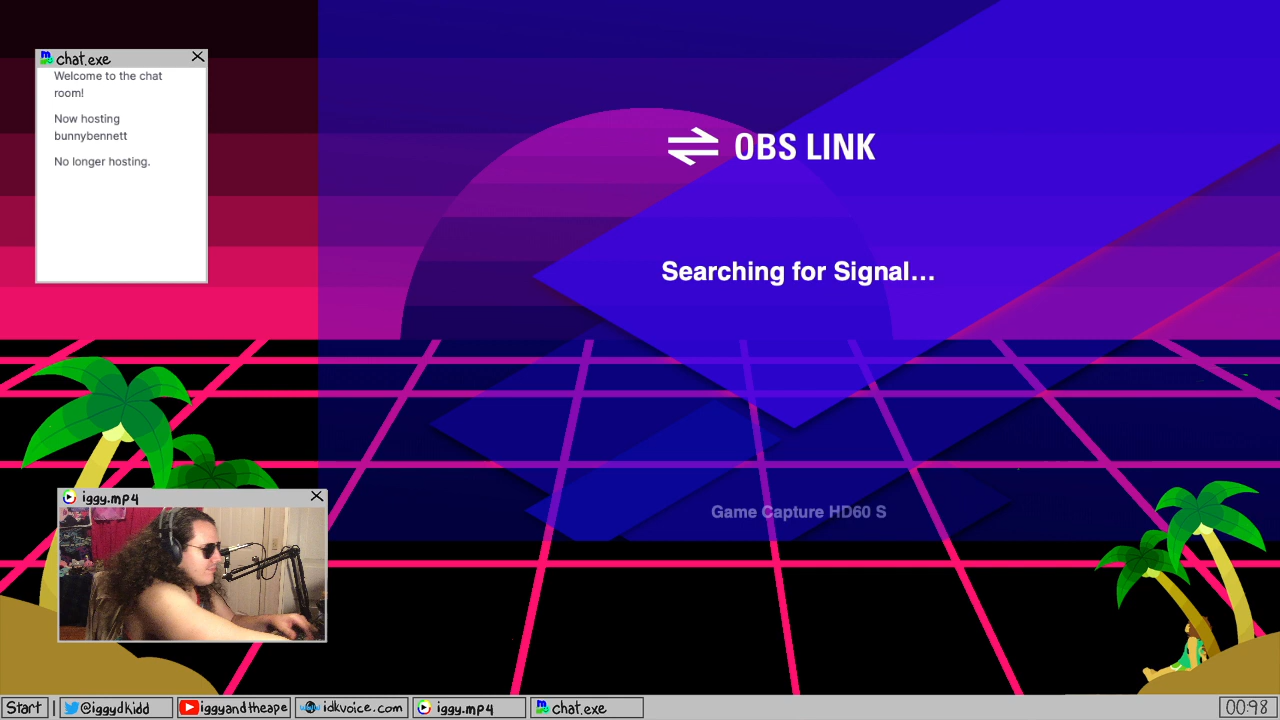 chat.exe
Welcome to the chat
room!
Now hosting
bunnybennett
No longer hosting.
OBS LINK
Searching for Signal...
Game Capture HD60 S
iggy.mp4
Start | @iggydkidd iggyandtheape www idkvoice.com iggy.mp4 chat.exe 00:98